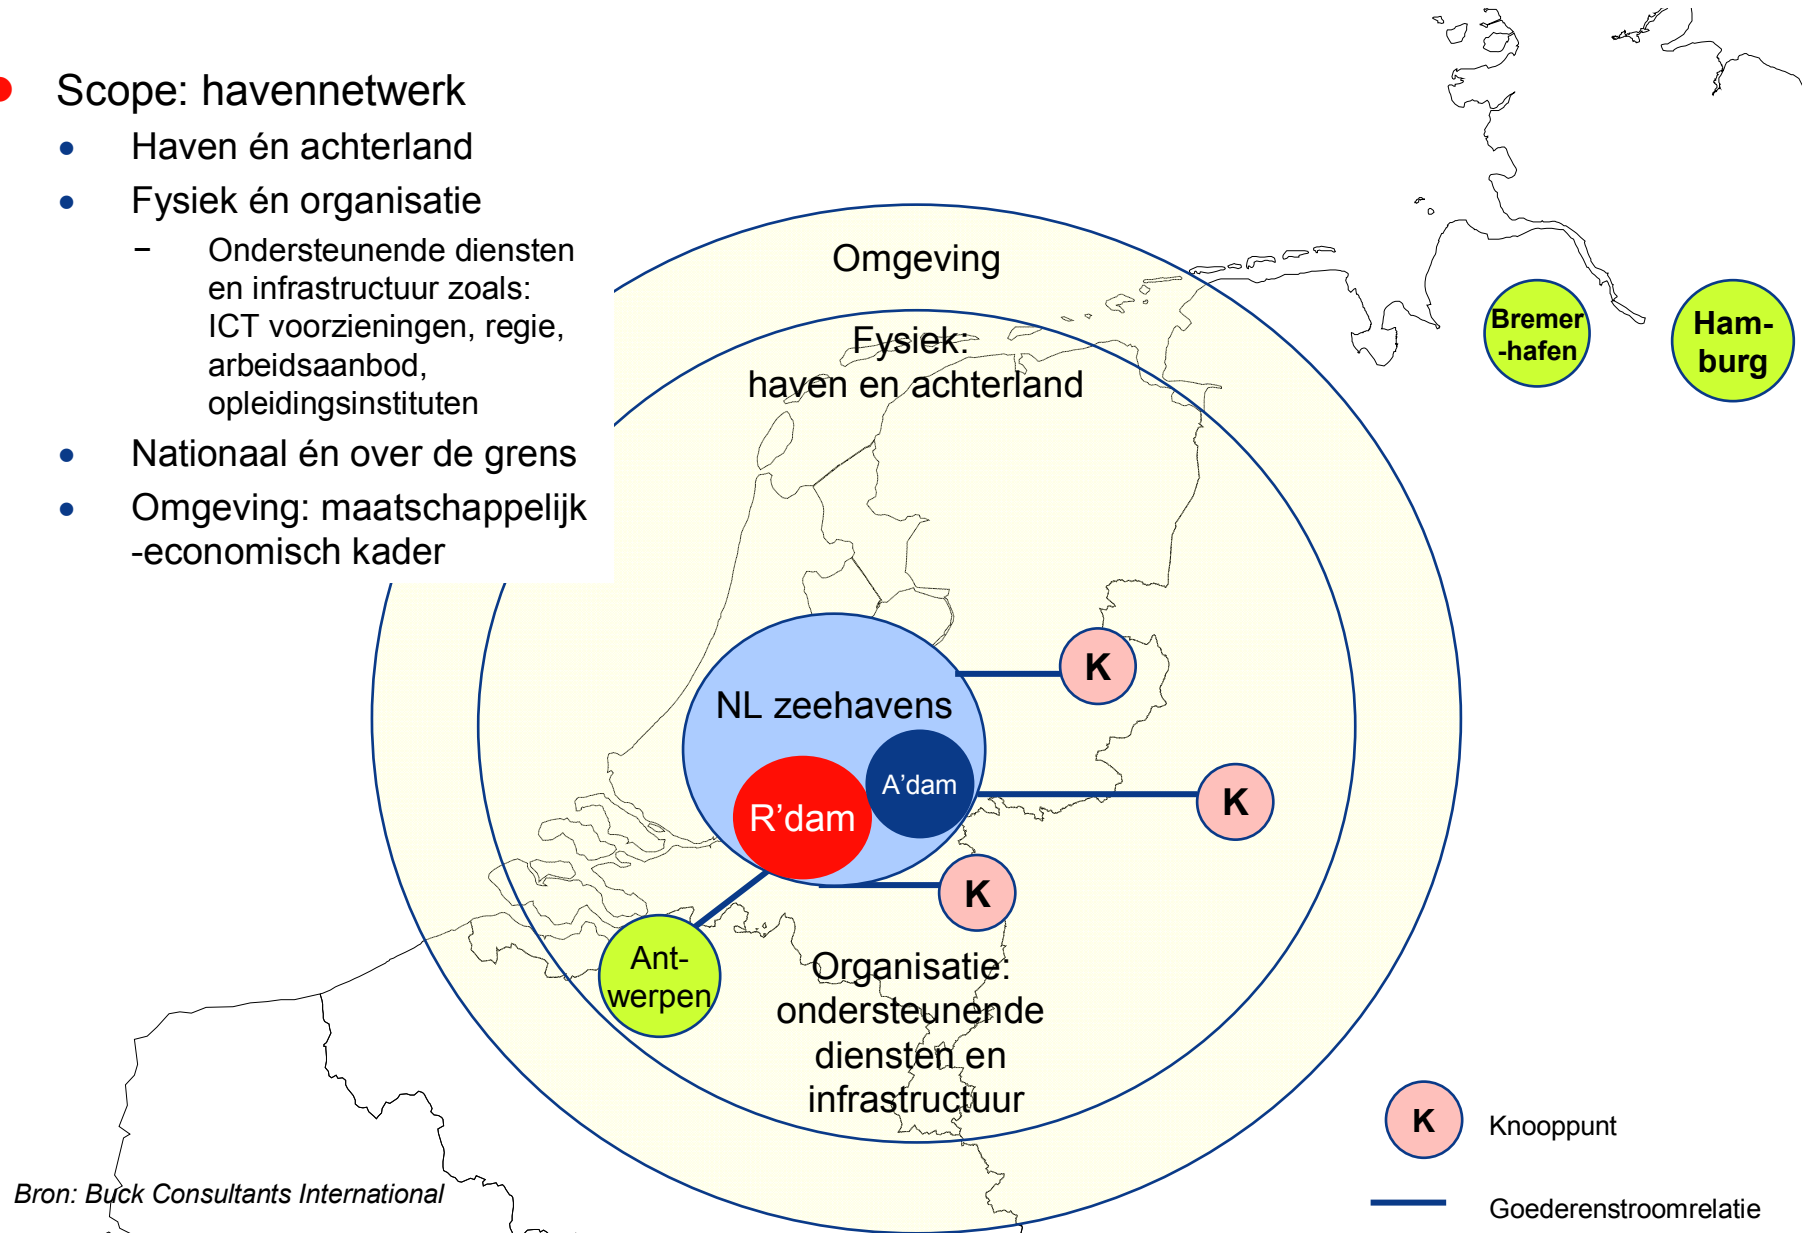 Scope: havennetwerk
Haven én achterland
Fysiek én organisatie
– Ondersteunende diensten
en infrastructuur zoals:
ICT voorzieningen, regie,
arbeidsaanbod,
opleidingsinstituten
Nationaal én over de grens
Omgeving: maatschappelijk
-economisch kader
Omgeving
Fysiek:
haven en achterland
Bremer
-hafen
Ham-
burg
K
NL zeehavens
A’dam
R’dam
K
K
Ant-
werpen
Organisatie:
ondersteunende
diensten en
infrastructuur
K
Knooppunt
Goederenstroomrelatie
Bron: Buck Consultants International